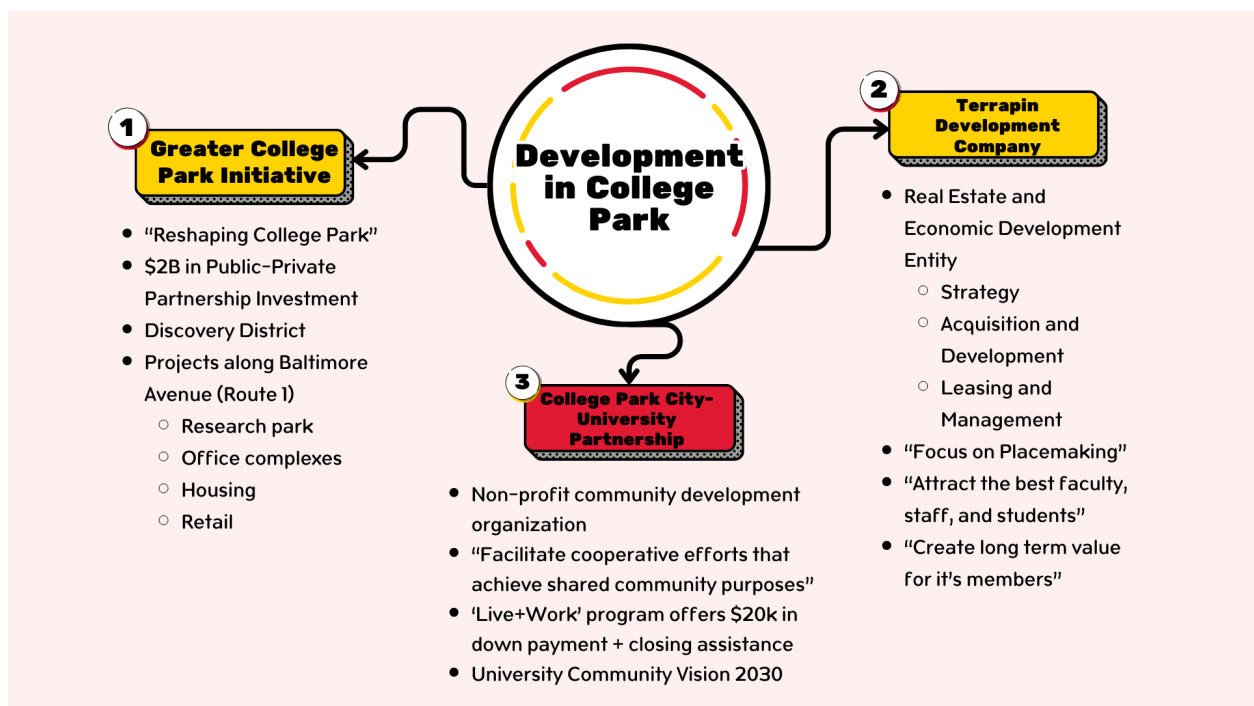 Development
in College
Park
1
Greater College
Park Initiative
• “Reshaping College Park”
• $2B in Public-Private
Partnership Investment
• Discovery District
• Projects along Baltimore
Avenue (Route 1)
○ Research park
○ Office complexes
○ Housing
○ Retail
2
Terrapin
Development
Company
• Real Estate and
Economic Development
Entity
○ Strategy
○ Acquisition and
Development
○ Leasing and
Management
• “Focus on Placemaking”
• “Attract the best faculty,
staff, and students”
• “Create long term value
for it’s members”
3
College Park City-
University
Partnership
• Non-profit community development
organization
• “Facilitate cooperative efforts that
achieve shared community purposes”
• ‘Live+Work’ program offers $20k in
down payment + closing assistance
• University Community Vision 2030